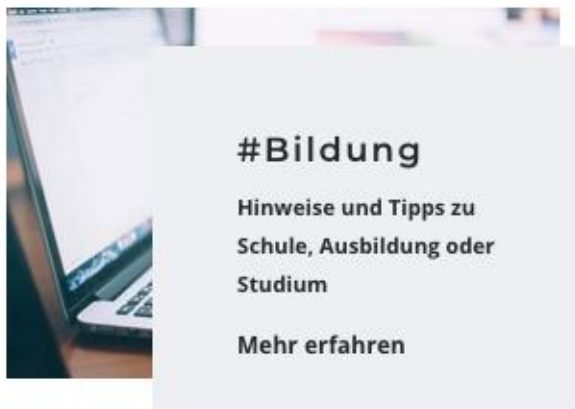 #Bildung
Hinweise und Tipps zu
Schule, Ausbildung oder
Studium
Mehr erfahren